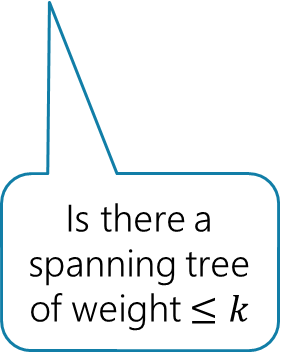 Is there a
spanning tree
of weight ≤ k